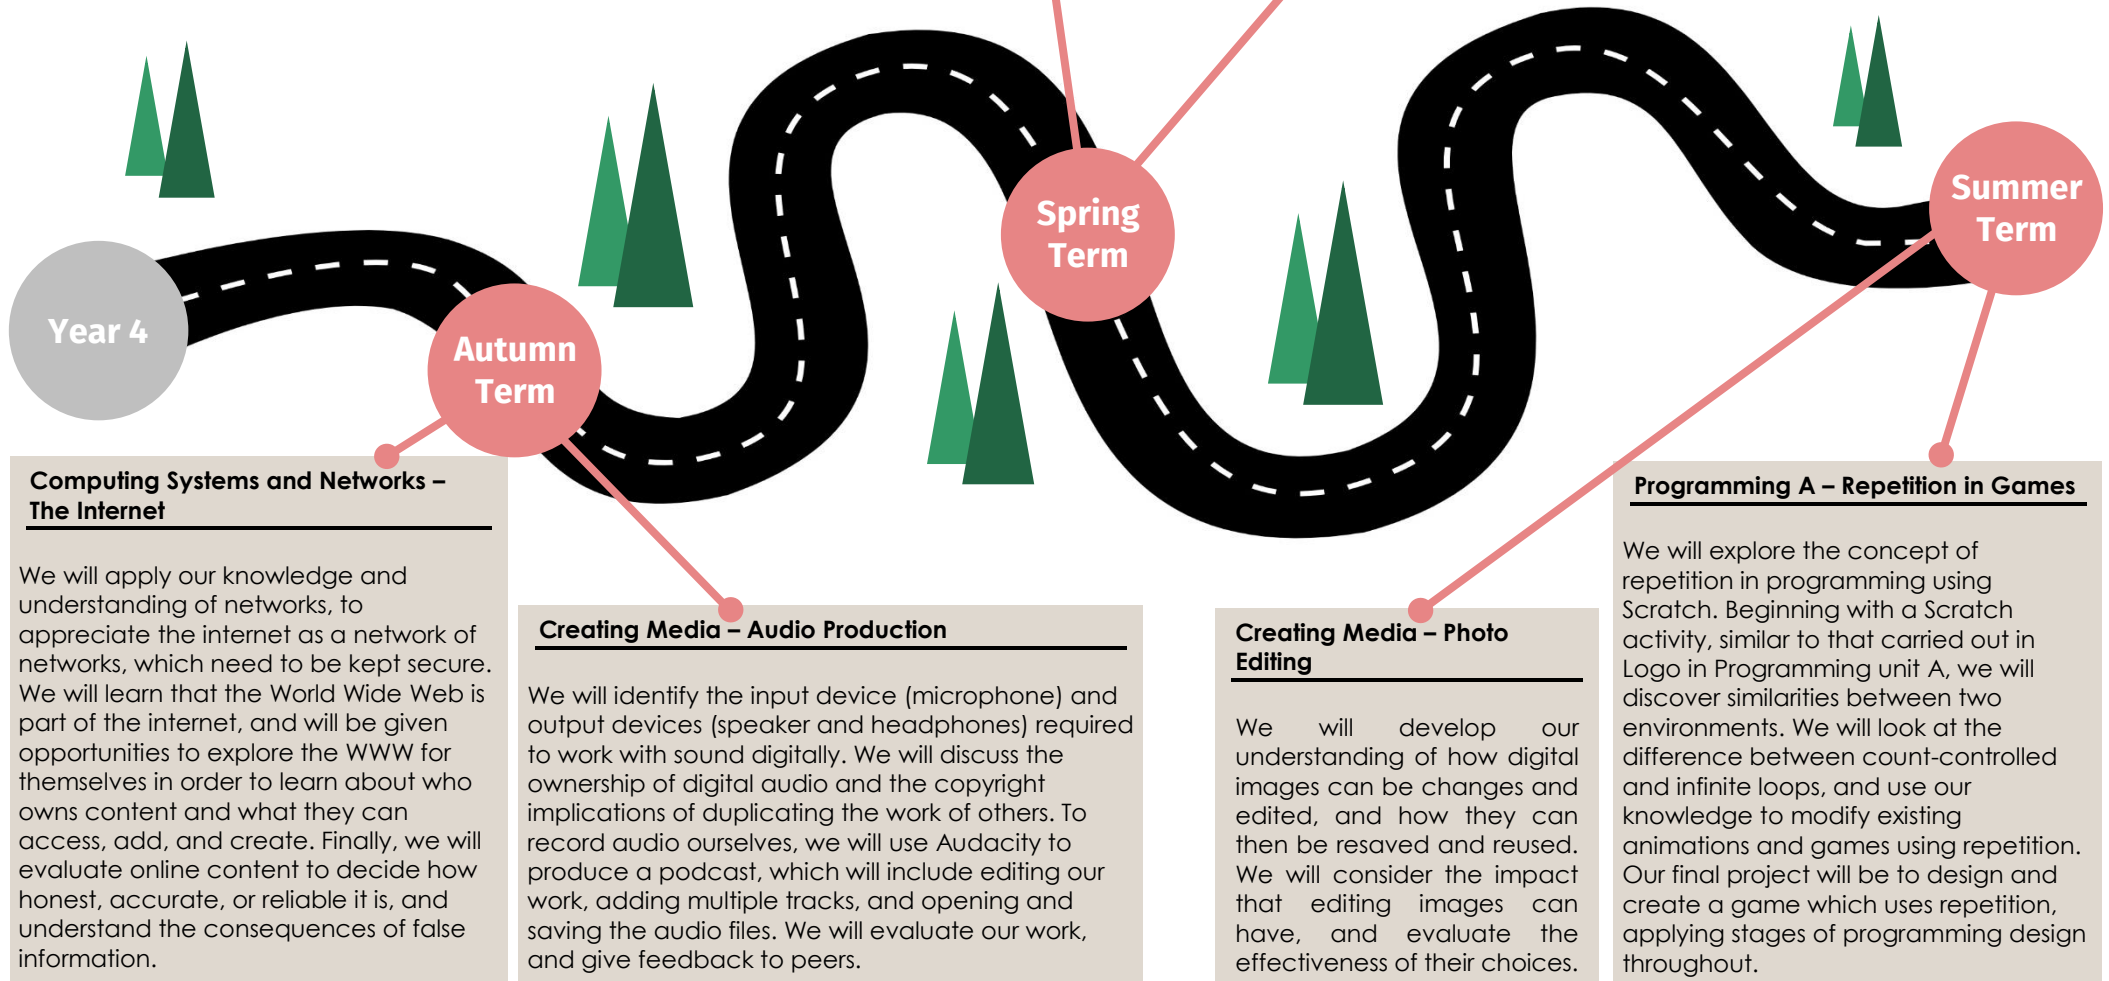 Year 4
Autumn
Term
Spring
Term
Summer
Term
Computing Systems and Networks –
The Internet
We will apply our knowledge and
understanding of networks, to
appreciate the internet as a network of
networks, which need to be kept secure.
We will learn that the World Wide Web is
part of the internet, and will be given
opportunities to explore the WWW for
themselves in order to learn about who
owns content and what they can
access, add, and create. Finally, we will
evaluate online content to decide how
honest, accurate, or reliable it is, and
understand the consequences of false
information.
Creating Media – Audio Production
We will identify the input device (microphone) and
output devices (speaker and headphones) required
to work with sound digitally. We will discuss the
ownership of digital audio and the copyright
implications of duplicating the work of others. To
record audio ourselves, we will use Audacity to
produce a podcast, which will include editing our
work, adding multiple tracks, and opening and
saving the audio files. We will evaluate our work,
and give feedback to peers.
Creating Media – Photo
Editing
We will develop our
understanding of how digital
images can be changes and
edited, and how they can
then be resaved and reused.
We will consider the impact
that editing images can
have, and evaluate the
effectiveness of their choices.
Programming A – Repetition in Games
We will explore the concept of
repetition in programming using
Scratch. Beginning with a Scratch
activity, similar to that carried out in
Logo in Programming unit A, we will
discover similarities between two
environments. We will look at the
difference between count-controlled
and infinite loops, and use our
knowledge to modify existing
animations and games using repetition.
Our final project will be to design and
create a game which uses repetition,
applying stages of programming design
throughout.